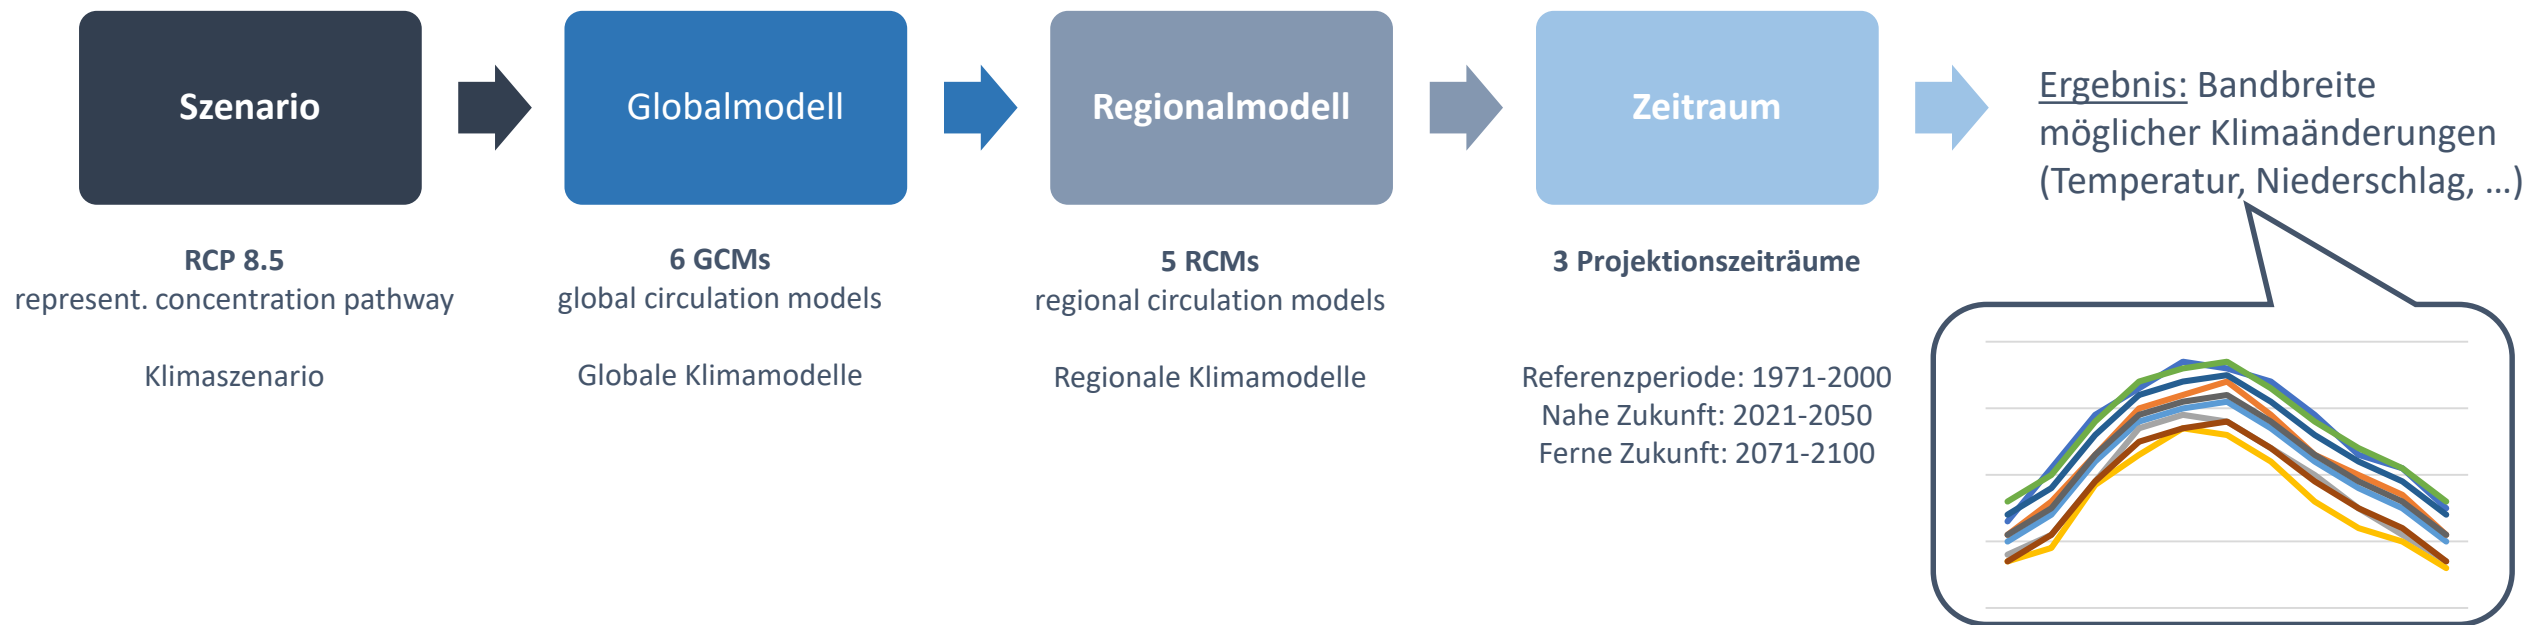 Szenario
Globalmodell
Regionalmodell
Zeitraum
Ergebnis: Bandbreite
möglicher Klimaänderungen
(Temperatur, Niederschlag, ...)
RCP 8.5
represent. concentration pathway
Klimaszenario
6 GCMs
global circulation models
Globale Klimamodelle
5 RCMs
regional circulation models
Regionale Klimamodelle
3 Projektionszeiträume
Referenzperiode: 1971-2000
Nahe Zukunft: 2021-2050
Ferne Zukunft: 2071-2100